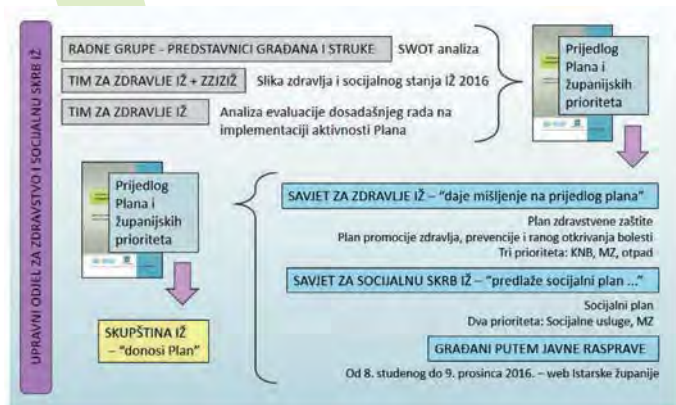 UPRAVNI ODJEL ZA ZDRAVSTVO I SOCIJALNU SKRB IŽ
RADNE GRUPE - PREDSTAVNICI GRAĐANA I STRUKE
SWOT analiza
TIM ZA ZDRAVLJE IŽ + ZZJZIŽ
Slika zdravlja i socijalnog stanja IŽ 2016
TIM ZA ZDRAVLJE IŽ
Analiza evaluacije dosadašnjeg rada na
implementaciji aktivnosti Plana
Prijedlog
Plana i
županijskih
prioriteta
SAVJET ZA ZDRAVLJE IŽ – “daje mišljenje na prijedlog plana”
Plan zdravstvene zaštite
Plan promocije zdravlja, prevencije i ranog otkrivanja bolesti
Tri prioriteta: KNB, MZ, otpad
SAVJET ZA SOCIJALNU SKRB IŽ – “predlaže socijalni plan ...”
Socijalni plan
Dva prioriteta: Socijalne usluge, MZ
GRAĐANI PUTEM JAVNE RASPRAVE
Od 8. studenog do 9. prosinca 2016. – web Istarske županije
Prijedlog
Plana i
županijskih
prioriteta
SKUPŠTINA IŽ
– “donosi Plan”